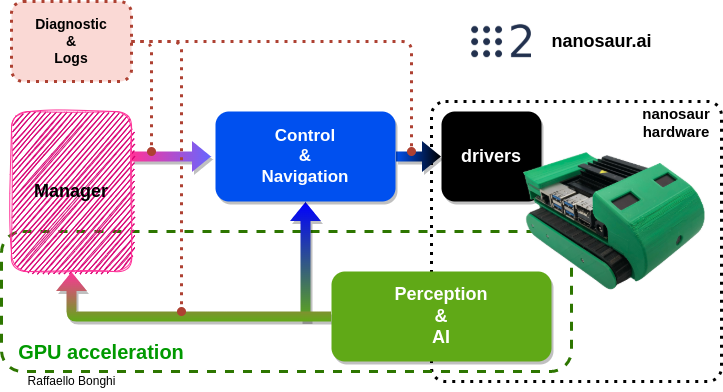 Diagnostic
&
Logs
2
nanosaur.ai
nanosaur
hardware
Manager
Control
&
Navigation
drivers
Perception
&
AI
GPU acceleration
Raffaello Bonghi